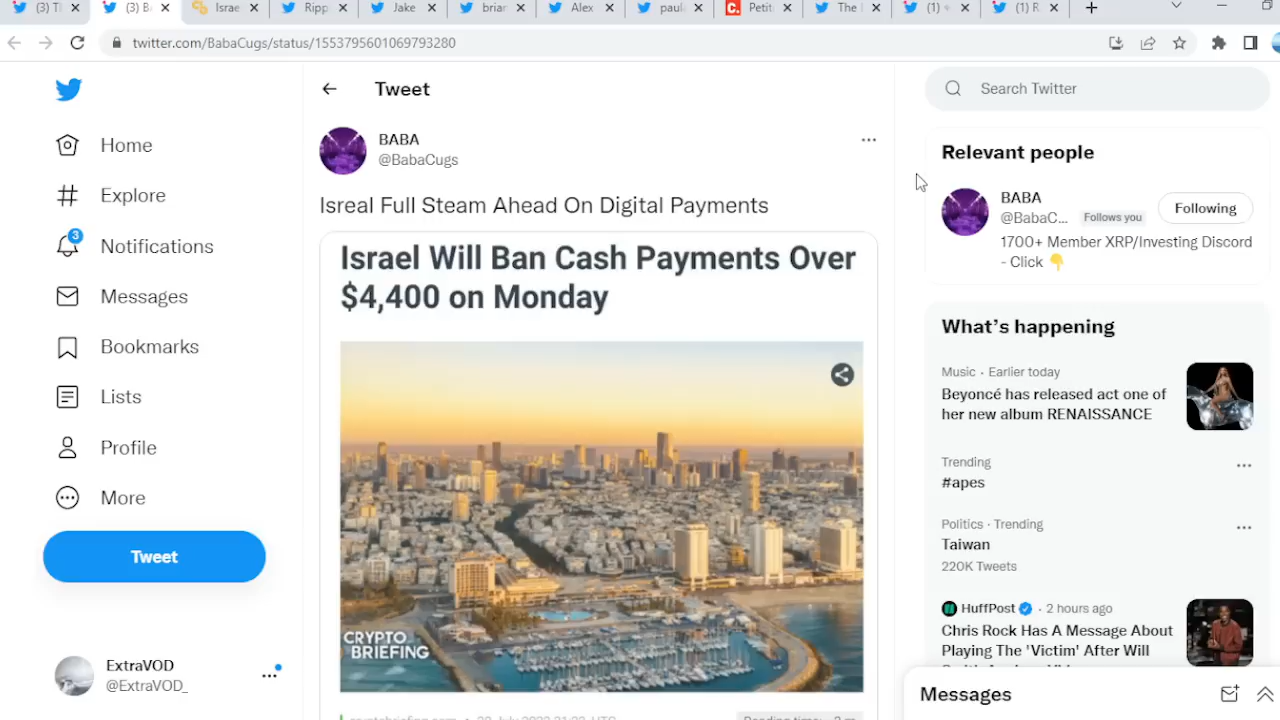 (3) T
(3) B
Israe
Ripp
Jake
brian
Alex
paul
Petiti
The
(1)
(1) R
twitter.com/BabaCugs/status/1553795601069793280
Tweet
Search Twitter
BABA
@BabaCugs
Relevant people
Home
BABA
@BabaC... Follows you
Following
1700+ Member XRP/Investing Discord
- Click 👇
Explore
3
Notifications
Messages
Bookmarks
Lists
Profile
More
Tweet
ExtraVOD
@ExtraVOD_
Isreal Full Steam Ahead On Digital Payments
Israel Will Ban Cash Payments Over
$4,400 on Monday
CRYPTO
BRIEFING
What's happening
Music · Earlier today
Beyoncé has released act one of
her new album RENAISSANCE
Trending
#apes
Politics · Trending
Taiwan
220K Tweets
HuffPost · 2 hours ago
Chris Rock Has A Message About
Playing The 'Victim' After Will
Messages